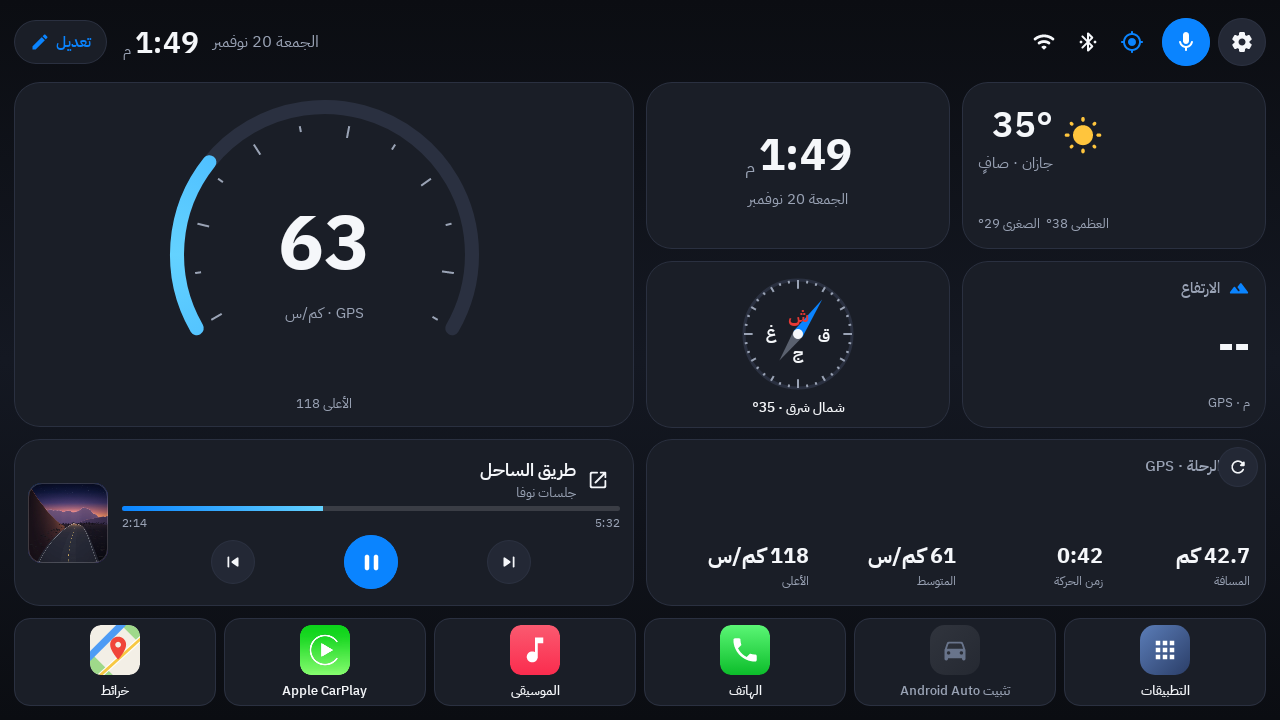 تعديل
1:49 م
الجمعة 20 نوفمبر
63
GPS · كم/س
الأعلى 118
1:49 م
الجمعة 20 نوفمبر
35°
جازان · صافٍ
العظمى 38° الصغرى 29°
ش
ق
غ
ج
شمال شرق · 35°
الارتفاع
--
م · GPS
طريق الساحل
جلسات نوفا
2:14
5:32
الرحلة · GPS
42.7 كم
المسافة
0:42
زمن الحركة
61 كم/س
المتوسط
118 كم/س
الأعلى
خرائط
Apple CarPlay
الموسيقى
الهاتف
تثبيت Android Auto
التطبيقات